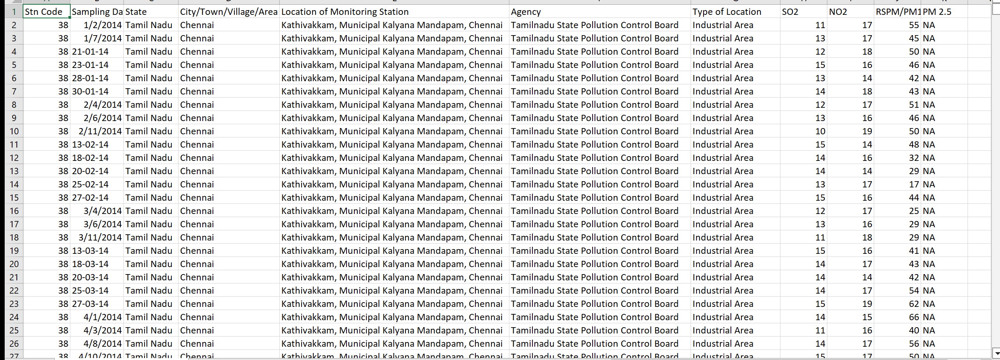 1 Stn Code Sampling Da State City/Town/Village/Area Location of Monitoring Station Agency Type of Location SO2 NO2 RSPM/PM1 PM 2.5
2 38 1/2/2014 Tamil Nadu Chennai Kathivakkam, Municipal Kalyana Mandapam, Chennai Tamilnadu State Pollution Control Board Industrial Area 11 17 55 NA
3 38 1/7/2014 Tamil Nadu Chennai Kathivakkam, Municipal Kalyana Mandapam, Chennai Tamilnadu State Pollution Control Board Industrial Area 13 17 45 NA
4 38 21-01-14 Tamil Nadu Chennai Kathivakkam, Municipal Kalyana Mandapam, Chennai Tamilnadu State Pollution Control Board Industrial Area 12 18 50 NA
5 38 23-01-14 Tamil Nadu Chennai Kathivakkam, Municipal Kalyana Mandapam, Chennai Tamilnadu State Pollution Control Board Industrial Area 15 16 46 NA
6 38 28-01-14 Tamil Nadu Chennai Kathivakkam, Municipal Kalyana Mandapam, Chennai Tamilnadu State Pollution Control Board Industrial Area 13 14 42 NA
7 38 30-01-14 Tamil Nadu Chennai Kathivakkam, Municipal Kalyana Mandapam, Chennai Tamilnadu State Pollution Control Board Industrial Area 14 18 43 NA
8 38 2/4/2014 Tamil Nadu Chennai Kathivakkam, Municipal Kalyana Mandapam, Chennai Tamilnadu State Pollution Control Board Industrial Area 12 17 51 NA
9 38 2/6/2014 Tamil Nadu Chennai Kathivakkam, Municipal Kalyana Mandapam, Chennai Tamilnadu State Pollution Control Board Industrial Area 13 16 46 NA
10 38 2/11/2014 Tamil Nadu Chennai Kathivakkam, Municipal Kalyana Mandapam, Chennai Tamilnadu State Pollution Control Board Industrial Area 10 19 50 NA
11 38 13-02-14 Tamil Nadu Chennai Kathivakkam, Municipal Kalyana Mandapam, Chennai Tamilnadu State Pollution Control Board Industrial Area 15 14 48 NA
12 38 18-02-14 Tamil Nadu Chennai Kathivakkam, Municipal Kalyana Mandapam, Chennai Tamilnadu State Pollution Control Board Industrial Area 14 16 32 NA
13 38 20-02-14 Tamil Nadu Chennai Kathivakkam, Municipal Kalyana Mandapam, Chennai Tamilnadu State Pollution Control Board Industrial Area 14 14 29 NA
14 38 25-02-14 Tamil Nadu Chennai Kathivakkam, Municipal Kalyana Mandapam, Chennai Tamilnadu State Pollution Control Board Industrial Area 13 17 17 NA
15 38 27-02-14 Tamil Nadu Chennai Kathivakkam, Municipal Kalyana Mandapam, Chennai Tamilnadu State Pollution Control Board Industrial Area 15 16 44 NA
16 38 3/4/2014 Tamil Nadu Chennai Kathivakkam, Municipal Kalyana Mandapam, Chennai Tamilnadu State Pollution Control Board Industrial Area 12 17 25 NA
17 38 3/6/2014 Tamil Nadu Chennai Kathivakkam, Municipal Kalyana Mandapam, Chennai Tamilnadu State Pollution Control Board Industrial Area 13 16 29 NA
18 38 3/11/2014 Tamil Nadu Chennai Kathivakkam, Municipal Kalyana Mandapam, Chennai Tamilnadu State Pollution Control Board Industrial Area 11 18 29 NA
19 38 13-03-14 Tamil Nadu Chennai Kathivakkam, Municipal Kalyana Mandapam, Chennai Tamilnadu State Pollution Control Board Industrial Area 15 16 41 NA
20 38 18-03-14 Tamil Nadu Chennai Kathivakkam, Municipal Kalyana Mandapam, Chennai Tamilnadu State Pollution Control Board Industrial Area 14 17 43 NA
21 38 20-03-14 Tamil Nadu Chennai Kathivakkam, Municipal Kalyana Mandapam, Chennai Tamilnadu State Pollution Control Board Industrial Area 14 14 42 NA
22 38 25-03-14 Tamil Nadu Chennai Kathivakkam, Municipal Kalyana Mandapam, Chennai Tamilnadu State Pollution Control Board Industrial Area 14 17 54 NA
23 38 27-03-14 Tamil Nadu Chennai Kathivakkam, Municipal Kalyana Mandapam, Chennai Tamilnadu State Pollution Control Board Industrial Area 15 19 62 NA
24 38 4/1/2014 Tamil Nadu Chennai Kathivakkam, Municipal Kalyana Mandapam, Chennai Tamilnadu State Pollution Control Board Industrial Area 14 15 66 NA
25 38 4/3/2014 Tamil Nadu Chennai Kathivakkam, Municipal Kalyana Mandapam, Chennai Tamilnadu State Pollution Control Board Industrial Area 11 16 40 NA
26 38 4/8/2014 Tamil Nadu Chennai Kathivakkam, Municipal Kalyana Mandapam, Chennai Tamilnadu State Pollution Control Board Industrial Area 14 17 56 NA
27 38 4/10/2014 Tamil Nadu Chennai Kathivakkam, Municipal Kalyana Mandapam, Chennai Tamilnadu State Pollution Control Board Industrial Area 15 17 50 NA